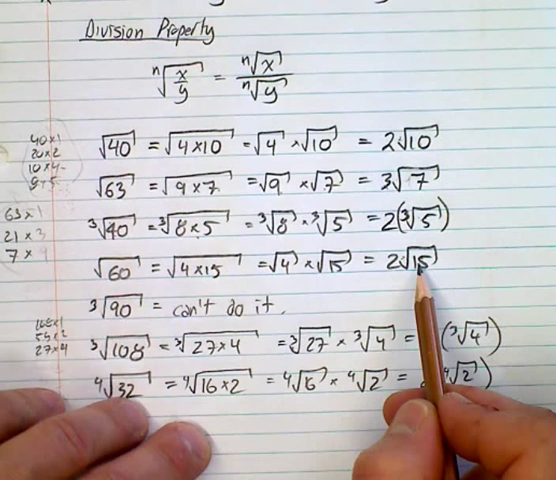 Division Property
ⁿ√(x/y) = ⁿ√x / ⁿ√y
√40 = √4×10 = √4 × √10 = 2√10
√63 = √9×7 = √9 × √7 = 3√7
³√40 = ³√8×5 = ³√8 × ³√5 = 2(³√5)
√60 = √4×15 = √4 × √15 = 2√15
³√90 = can't do it.
³√108 = ³√27×4 = ³√27 × ³√4 = (³√4)
⁴√32 = ⁴√16×2 = ⁴√16 × ⁴√2 = ⁴√2)
40×1
20×2
10×4
8×5
63×1
21×3
7×
108×1
54×2
27×4